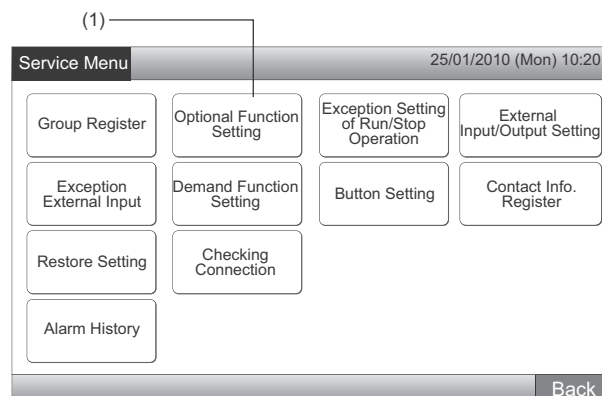 (1)
Service Menu
25/01/2010 (Mon) 10:20
Group Register
Optional Function
Setting
Exception Setting
of Run/Stop
Operation
External
Input/Output Setting
Exception
External Input
Demand Function
Setting
Button Setting
Contact Info.
Register
Restore Setting
Checking
Connection
Alarm History
Back